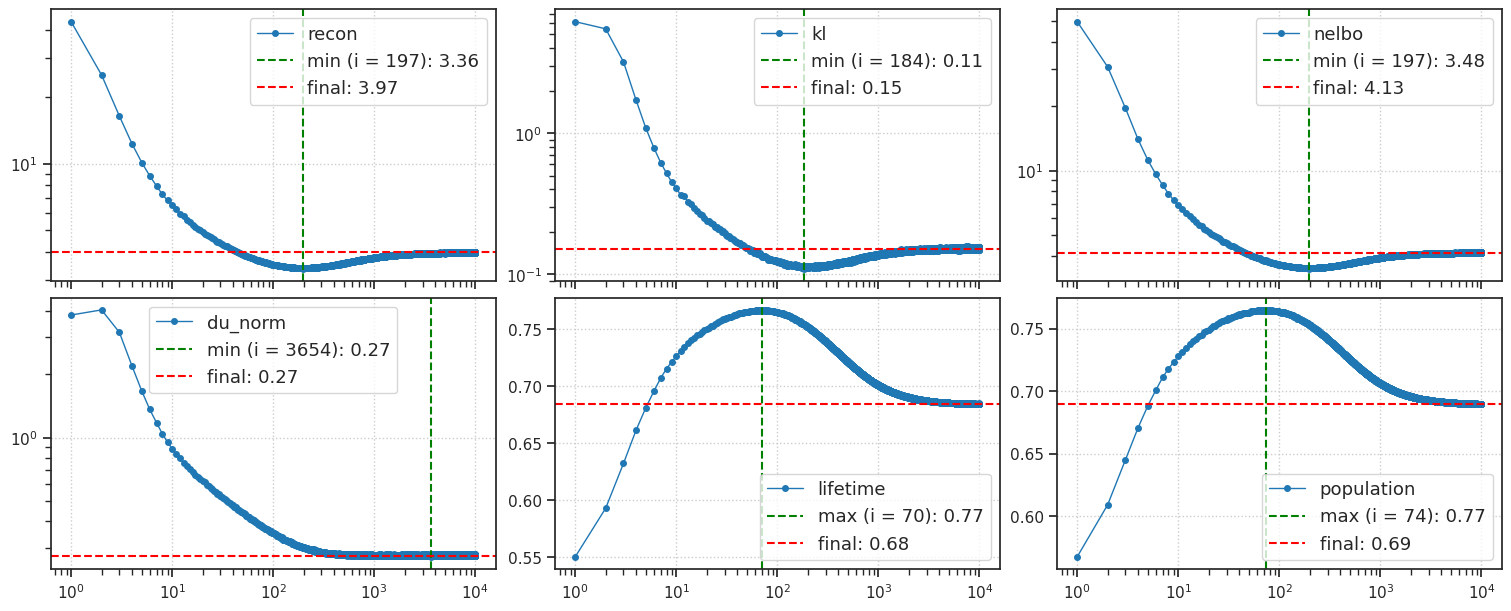 recon
min (i = 197): 3.36
final: 3.97
10¹
kl
min (i = 184): 0.11
final: 0.15
10⁰
10⁻¹
nelbo
min (i = 197): 3.48
final: 4.13
10¹
du_norm
min (i = 3654): 0.27
final: 0.27
10⁰
10⁰ 10¹ 10² 10³ 10⁴
0.75
0.70
0.65
0.60
0.55
lifetime
max (i = 70): 0.77
final: 0.68
10⁰ 10¹ 10² 10³ 10⁴
0.75
0.70
0.65
0.60
population
max (i = 74): 0.77
final: 0.69
10⁰ 10¹ 10² 10³ 10⁴